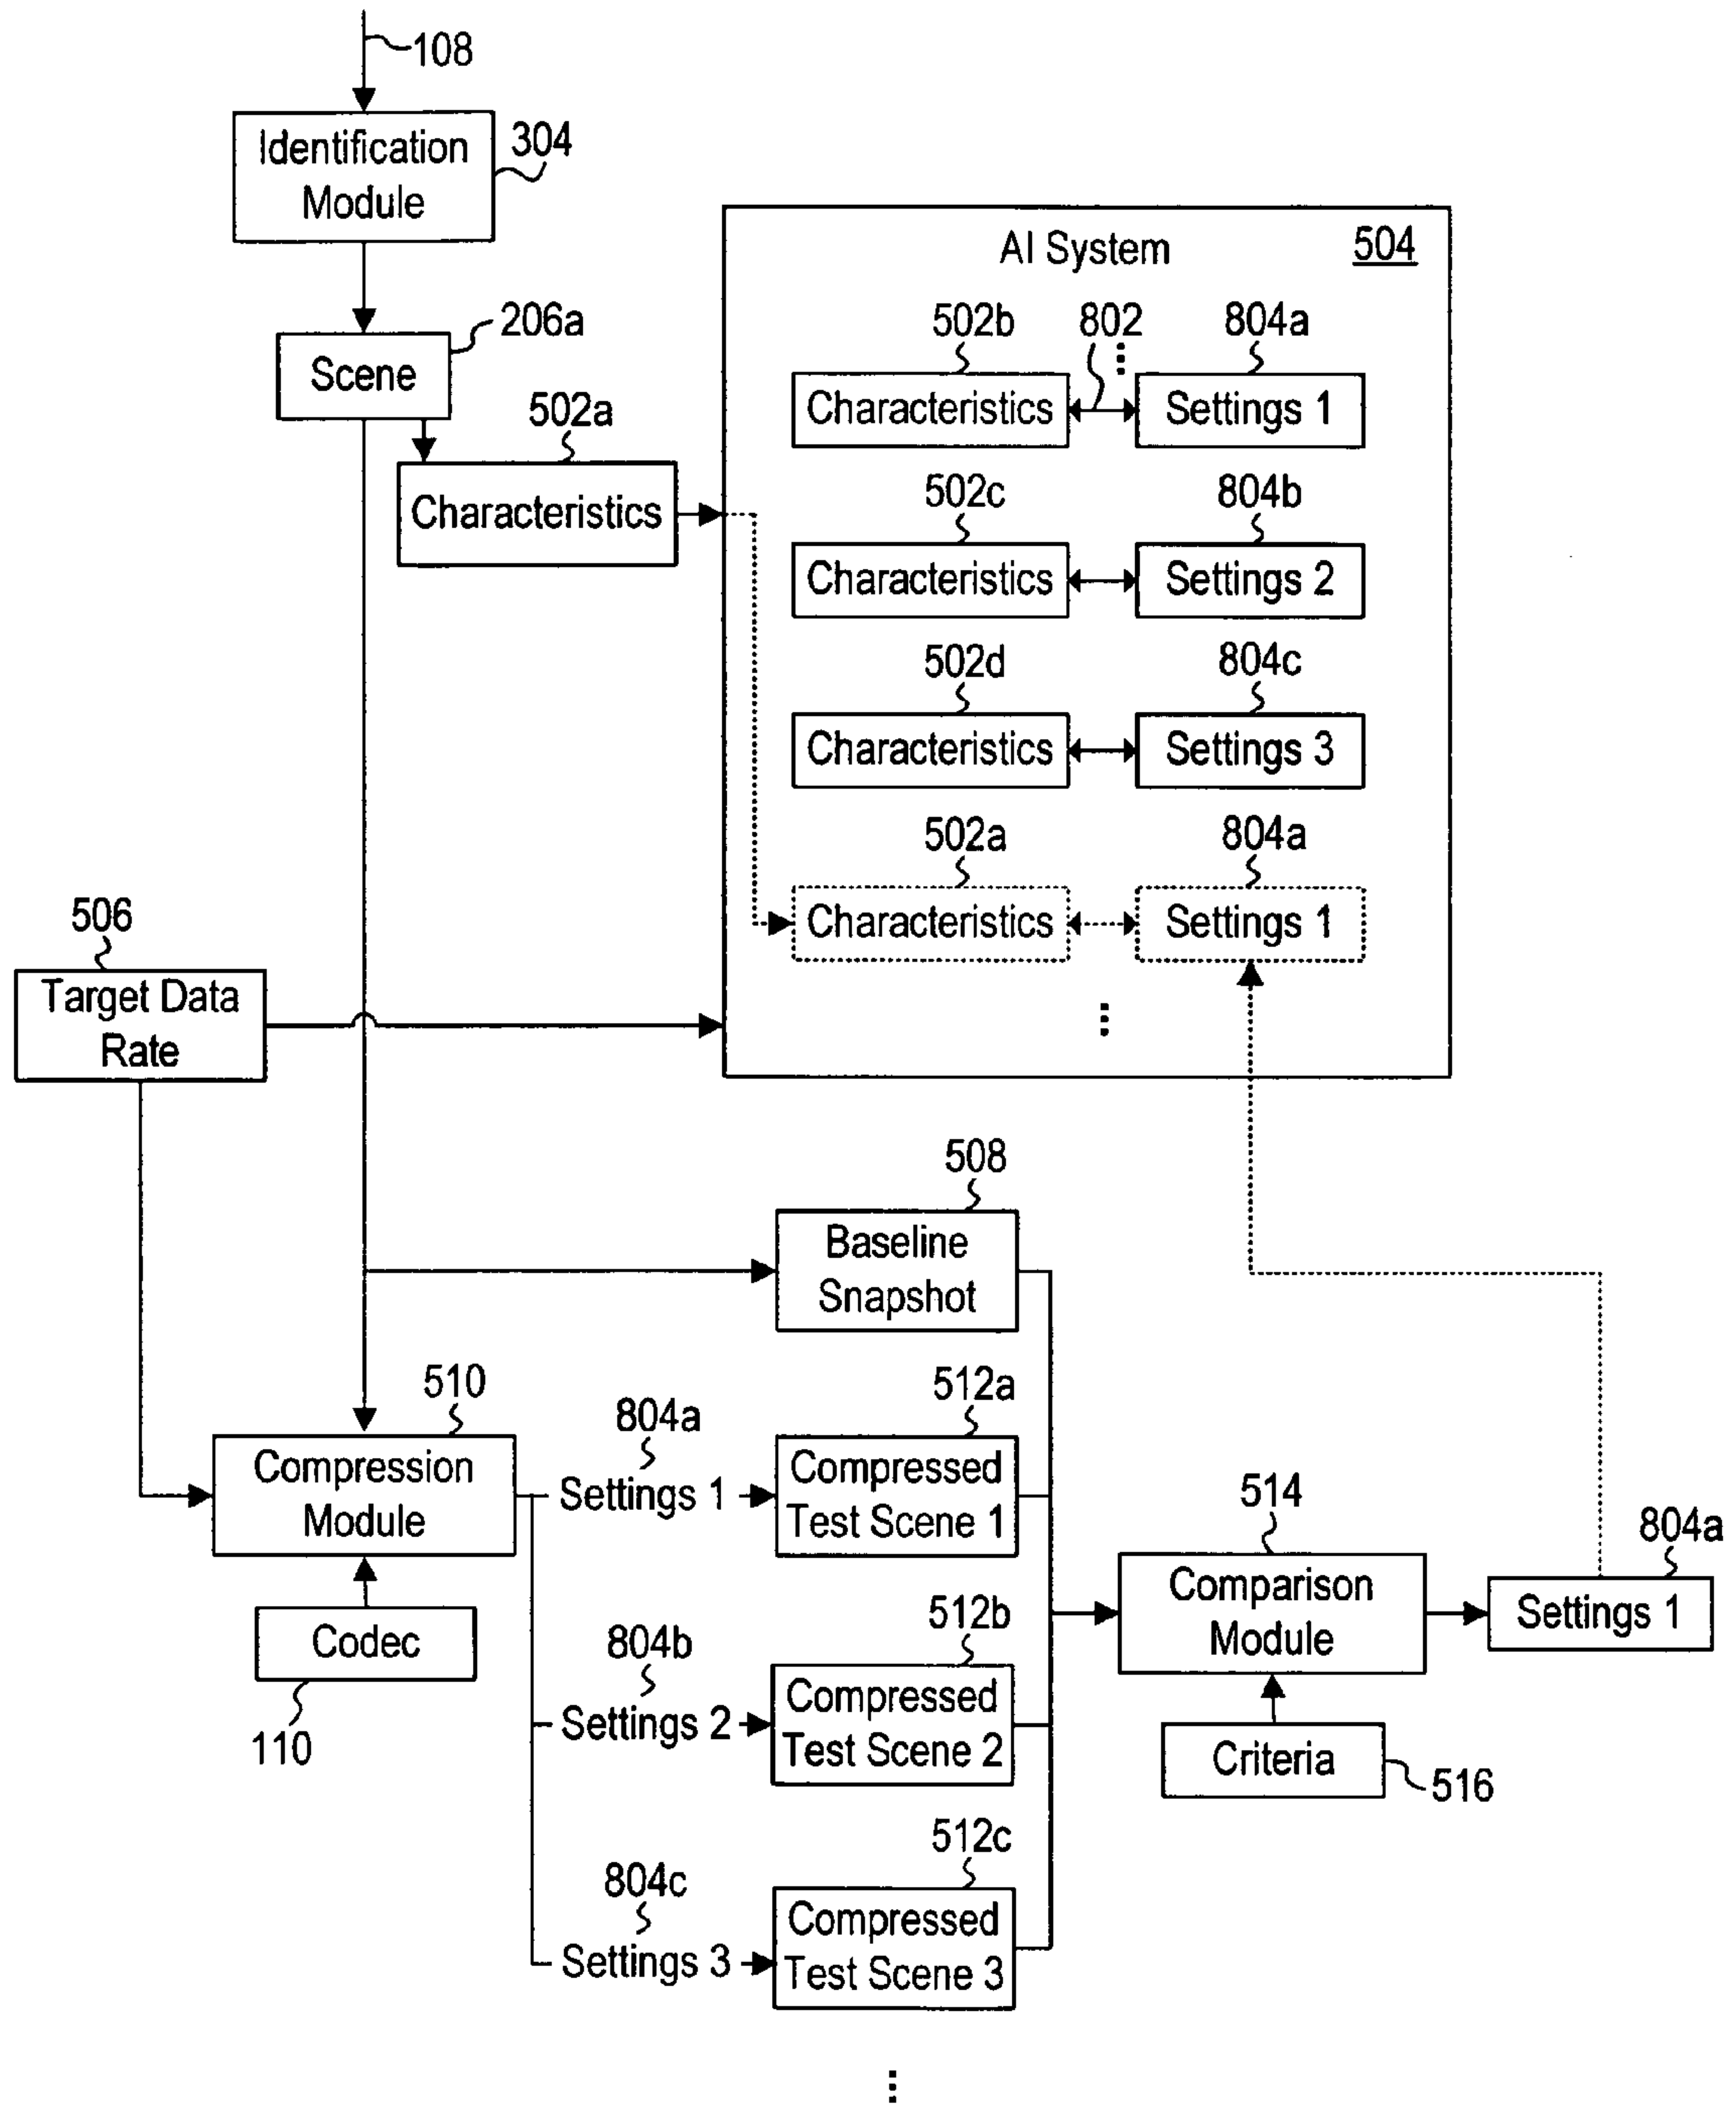 108
Identification
Module
304
206a
Scene
502a
Characteristics
AI System
504
502b
802
804a
Characteristics
Settings 1
502c
804b
Characteristics
Settings 2
502d
804c
Characteristics
Settings 3
502a
804a
Characteristics
Settings 1
506
Target Data
Rate
508
Baseline
Snapshot
510
Compression
Module
804a
Settings 1
512a
Compressed
Test Scene 1
Codec
110
804b
Settings 2
512b
Compressed
Test Scene 2
804c
Settings 3
512c
Compressed
Test Scene 3
514
Comparison
Module
804a
Settings 1
Criteria
516